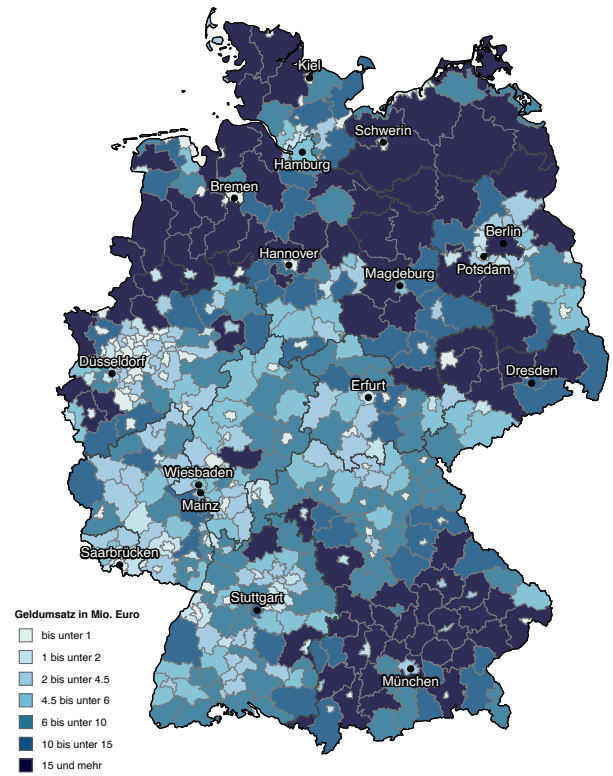 Kiel
Schwerin
Hamburg
Bremen
Berlin
Hannover
Potsdam
Magdeburg
Düsseldorf
Dresden
Erfurt
Wiesbaden
Mainz
Saarbrücken
Stuttgart
München
Geldumsatz in Mio. Euro
bis unter 1
1 bis unter 2
2 bis unter 4.5
4.5 bis unter 6
6 bis unter 10
10 bis unter 15
15 und mehr